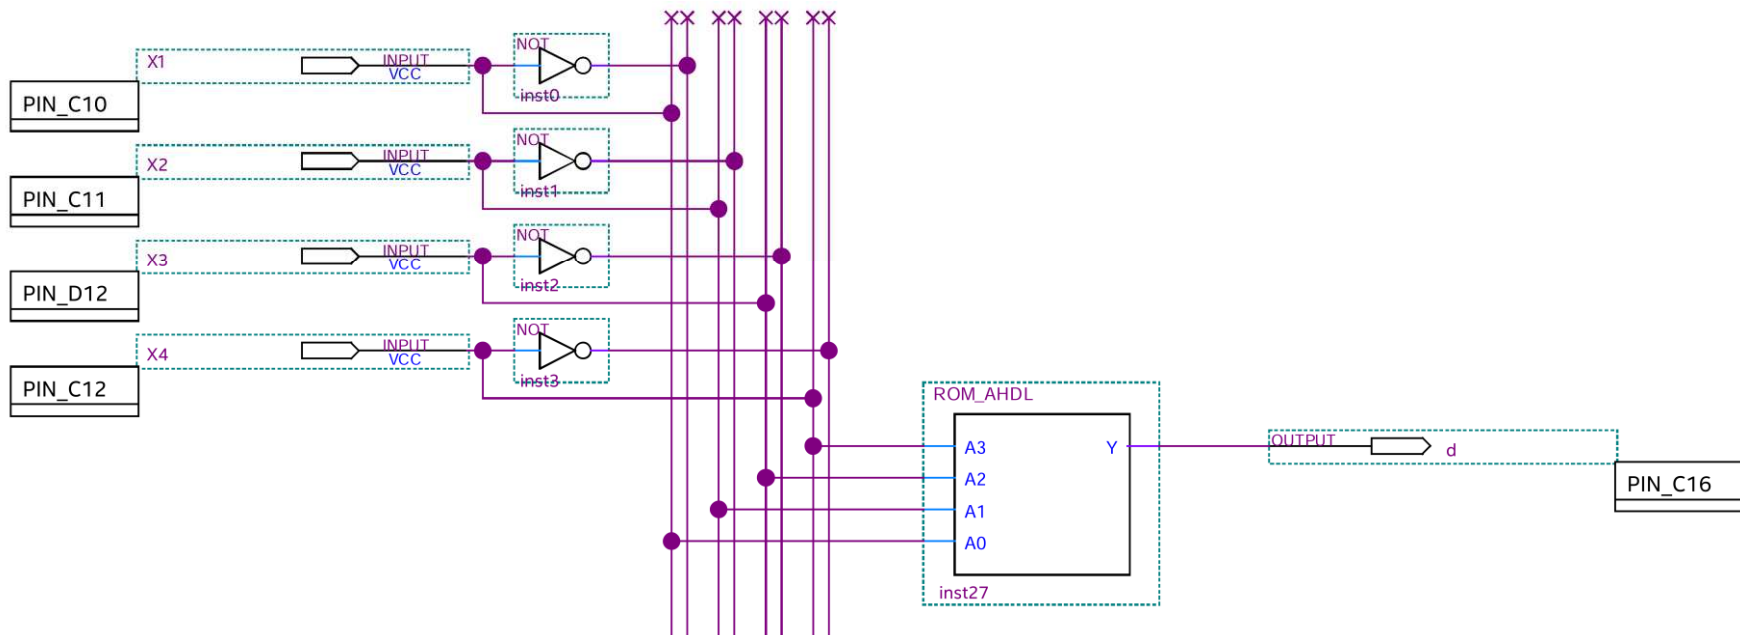 NOT
X1
INPUT
VCC
PIN_C10
inst0
NOT
X2
INPUT
VCC
PIN_C11
inst1
NOT
X3
INPUT
VCC
PIN_D12
inst2
NOT
X4
INPUT
VCC
PIN_C12
inst3
ROM_AHDL
A3
Y
A2
A1
A0
inst27
OUTPUT
d
PIN_C16